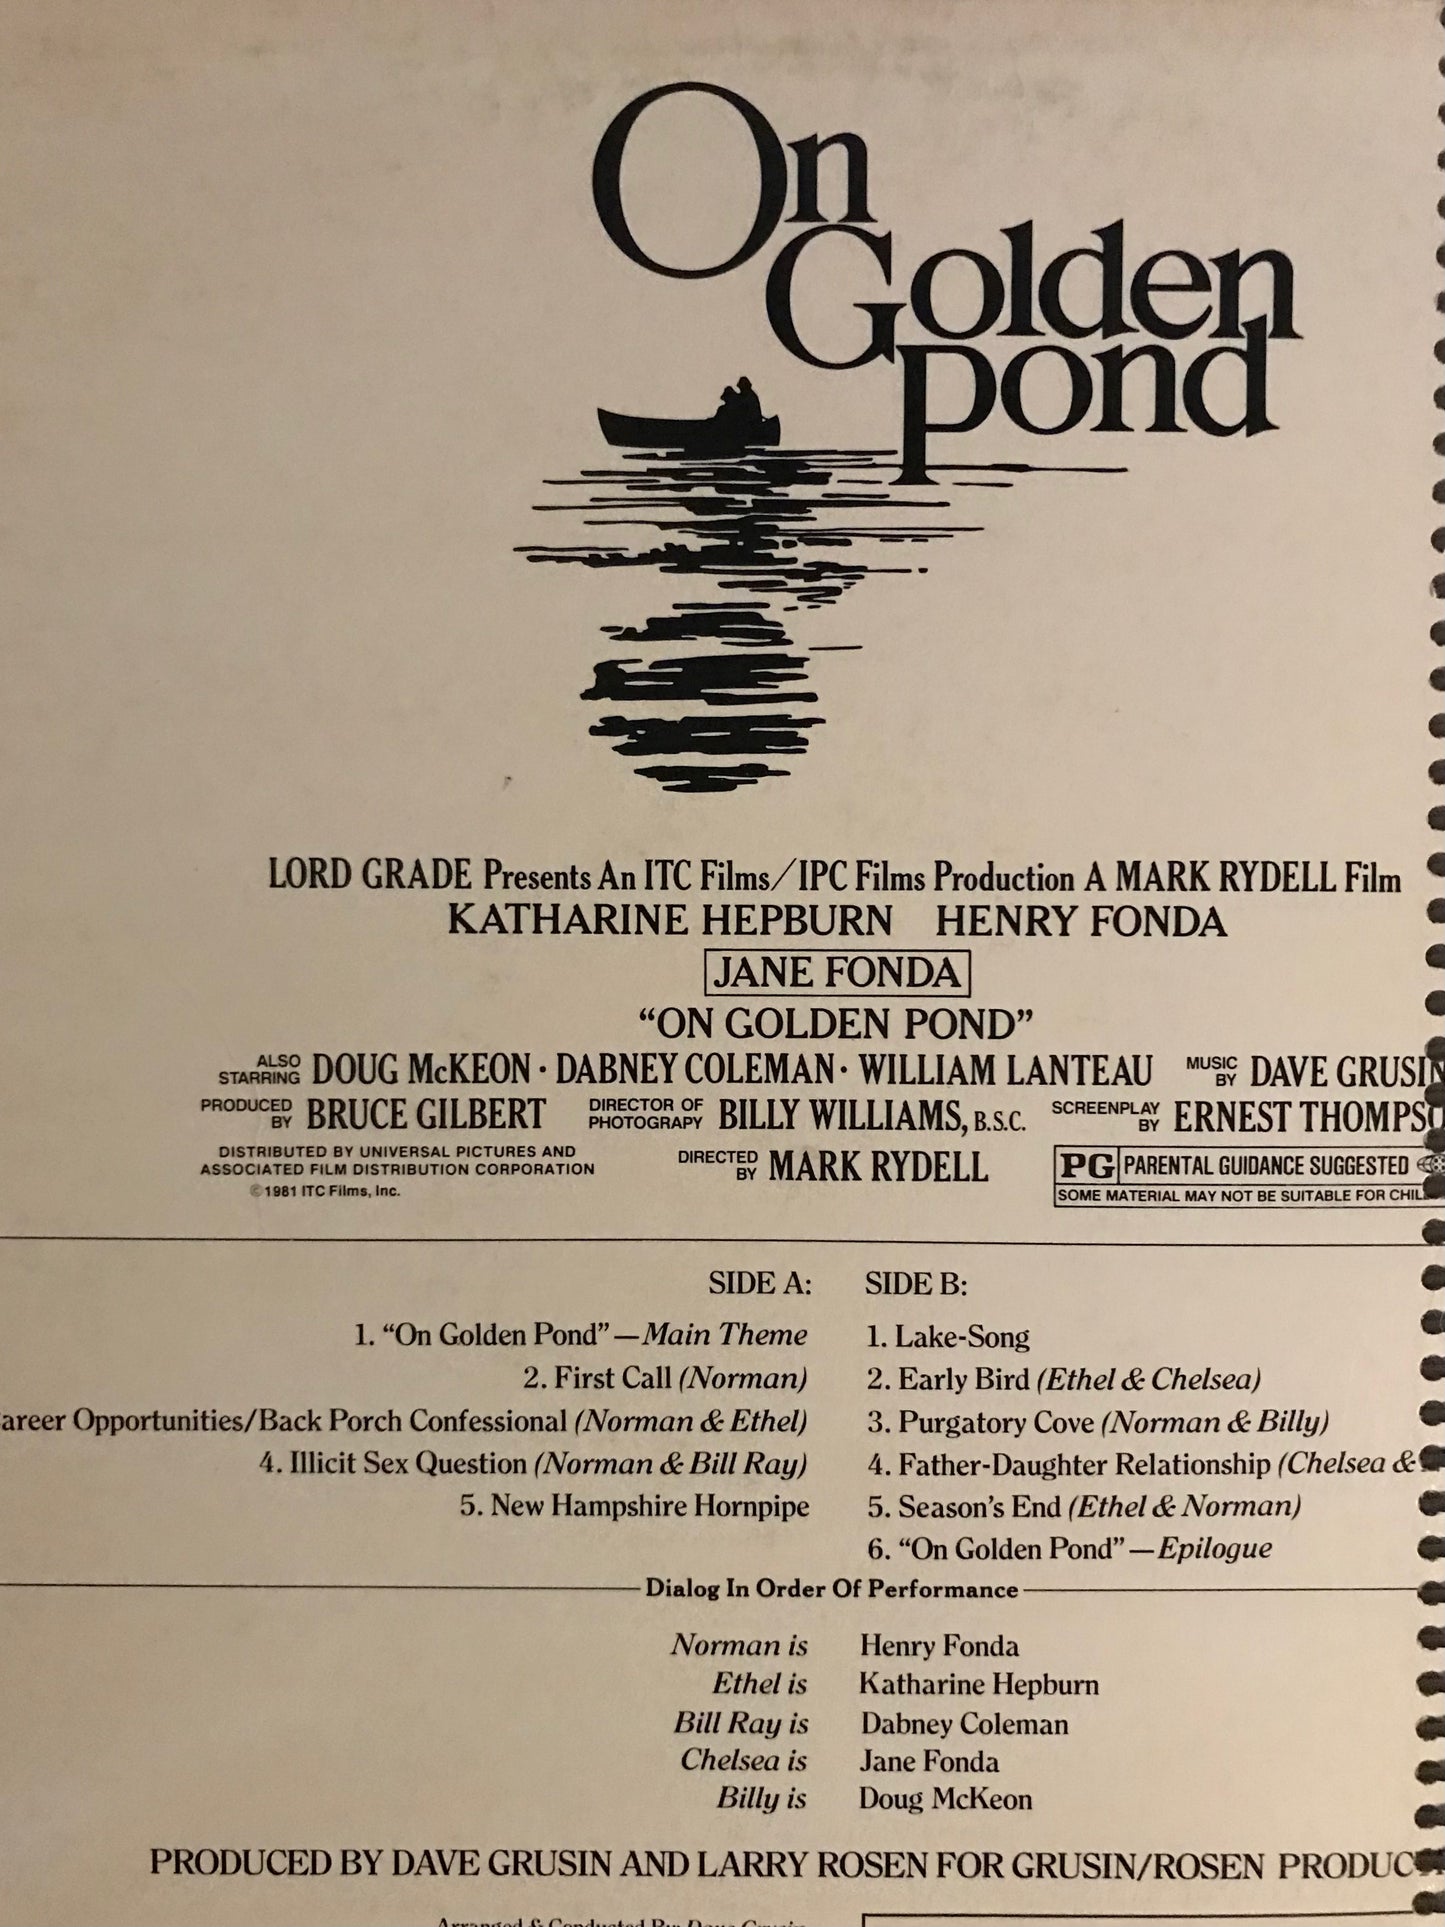 On
Golden
Pond
LORD GRADE Presents An ITC Films/IPC Films Production A MARK RYDELL Film
KATHARINE HEPBURN HENRY FONDA
JANE FONDA
“ON GOLDEN POND”
ALSO STARRING DOUG McKEON · DABNEY COLEMAN · WILLIAM LANTEAU MUSIC BY DAVE GRUSIN
PRODUCED BY BRUCE GILBERT DIRECTOR OF PHOTOGRAPY BILLY WILLIAMS, B.S.C. SCREENPLAY BY ERNEST THOMPSO
DISTRIBUTED BY UNIVERSAL PICTURES AND
ASSOCIATED FILM DISTRIBUTION CORPORATION
©1981 ITC Films, Inc.
DIRECTED BY MARK RYDELL
PG PARENTAL GUIDANCE SUGGESTED
SOME MATERIAL MAY NOT BE SUITABLE FOR CHIL
SIDE A:
1. “On Golden Pond”—Main Theme
2. First Call (Norman)
areer Opportunities/Back Porch Confessional (Norman & Ethel)
4. Illicit Sex Question (Norman & Bill Ray)
5. New Hampshire Hornpipe
SIDE B:
1. Lake-Song
2. Early Bird (Ethel & Chelsea)
3. Purgatory Cove (Norman & Billy)
4. Father-Daughter Relationship (Chelsea &
5. Season’s End (Ethel & Norman)
6. “On Golden Pond”—Epilogue
Dialog In Order Of Performance
Norman is Henry Fonda
Ethel is Katharine Hepburn
Bill Ray is Dabney Coleman
Chelsea is Jane Fonda
Billy is Doug McKeon
PRODUCED BY DAVE GRUSIN AND LARRY ROSEN FOR GRUSIN/ROSEN PRODUC
Arranged & Conducted By: Dave Grusin